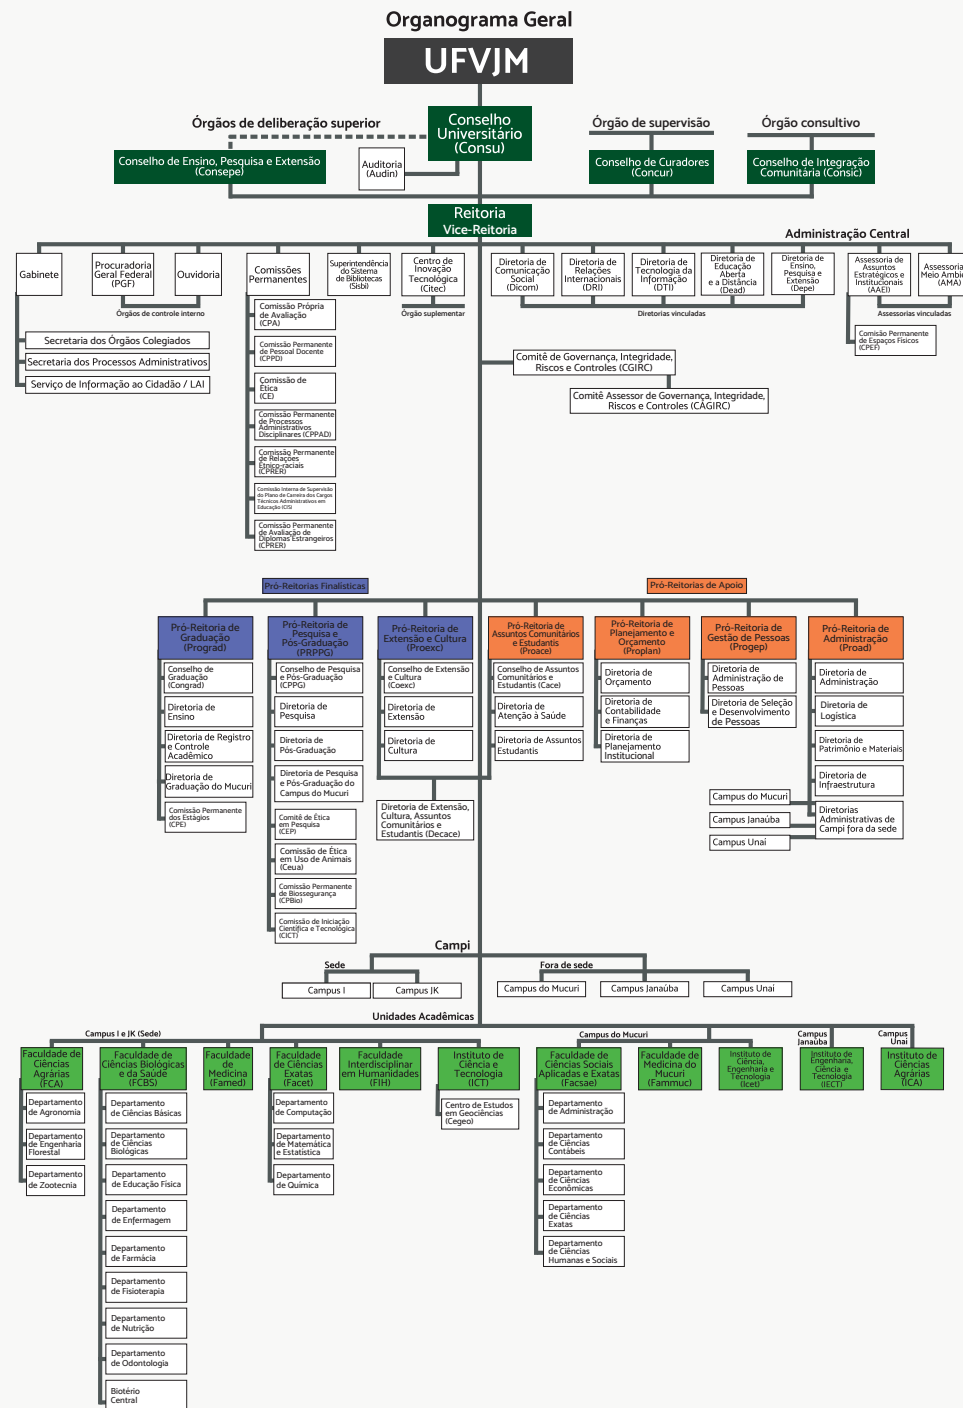 Organograma Geral
UFVJM
Conselho
Universitário
(Consu)
Órgãos de deliberação superior
Órgão de supervisão
Órgão consultivo
Conselho de Ensino, Pesquisa e Extensão
(Consepe)
Auditoria
(Audin)
Conselho de Curadores
(Concur)
Conselho de Integração
Comunitária (Consic)
Reitoria
Vice-Reitoria
Administração Central
Gabinete
Procuradoria
Geral Federal
(PGF)
Ouvidoria
Comissões
Permanentes
Superintendência
do Sistema
de Bibliotecas
(Sisbi)
Centro de
Inovação
Tecnológica
(Citec)
Diretoria de
Comunicação
Social
(Dicom)
Diretoria de
Relações
Internacionais
(DRI)
Diretoria de
Tecnologia da
Informação
(DTI)
Diretoria de
Educação
Aberta
e a Distância
(Dead)
Diretoria de
Ensino,
Pesquisa e
Extensão
(Depe)
Assessoria de
Assuntos
Estratégicos e
Institucionais
(AAEI)
Assessoria
Meio Ambie
(AMA)
Órgãos de controle interno
Órgão suplementar
Diretorias vinculadas
Assessorias vinculadas
Secretaria dos Órgãos Colegiados
Secretaria dos Processos Administrativos
Serviço de Informação ao Cidadão / LAI
Comissão Própria
de Avaliação
(CPA)
Comissão Permanente
de Pessoal Docente
(CPPD)
Comissão de
Ética
(CE)
Comissão Permanente
de Processos
Administrativos
Disciplinares (CPPAD)
Comissão Permanente
de Relações
Étnico-raciais
(CPRER)
Comissão Interna de Supervisão
do Plano de Carreira dos Cargos
Técnicos Administrativos em
Educação (CIS)
Comissão Permanente
de Avaliação de
Diplomas Estrangeiros
(CPRER)
Comissão Permanente
de Espaços Físicos
(CPEF)
Comitê de Governança, Integridade,
Riscos e Controles (CGIRC)
Comitê Assessor de Governança, Integridade,
Riscos e Controles (CAGIRC)
Pró-Reitorias Finalísticas
Pró-Reitorias de Apoio
Pró-Reitoria de
Graduação
(Prograd)
Conselho de
Graduação
(Congrad)
Diretoria de
Ensino
Diretoria de Registro
e Controle
Acadêmico
Diretoria de
Graduação do Mucuri
Comissão Permanente
dos Estágios
(CPE)
Pró-Reitoria de
Pesquisa e
Pós-Graduação
(PRPPG)
Conselho de Pesquisa
e Pós-Graduação
(CPPG)
Diretoria de
Pesquisa
Diretoria de
Pós-Graduação
Diretoria de Pesquisa
e Pós-Graduação do
Campus do Mucuri
Comitê de Ética
em Pesquisa
(CEP)
Comissão de Ética
em Uso de Animais
(Ceua)
Comissão Permanente
de Biossegurança
(CPBio)
Comissão de Iniciação
Científica e Tecnológica
(CICT)
Pró-Reitoria de
Extensão e Cultura
(Proexc)
Conselho de Extensão
e Cultura
(Coexc)
Diretoria de
Extensão
Diretoria de
Cultura
Diretoria de Extensão,
Cultura, Assuntos
Comunitários e
Estudantis (Decace)
Pró-Reitoria de
Assuntos Comunitários
e Estudantis
(Proace)
Conselho de Assuntos
Comunitários e
Estudantis (Cace)
Diretoria de
Atenção à Saúde
Diretoria de Assuntos
Estudantis
Pró-Reitoria de
Planejamento e
Orçamento
(Proplan)
Diretoria de
Orçamento
Diretoria de
Contabilidade
e Finanças
Diretoria de
Planejamento
Institucional
Pró-Reitoria de
Gestão de Pessoas
(Progep)
Diretoria de
Administração de
Pessoas
Diretoria de Seleção
e Desenvolvimento
de Pessoas
Pró-Reitoria de
Administração
(Proad)
Diretoria de
Administração
Diretoria de
Logística
Diretoria de
Patrimônio e Materiais
Diretoria de
Infraestrutura
Diretorias
Administrativas de
Campi fora da sede
Campus do Mucuri
Campus Janaúba
Campus Unaí
Campi
Sede
Fora de sede
Campus I
Campus JK
Campus do Mucuri
Campus Janaúba
Campus Unaí
Unidades Acadêmicas
Campus I e JK (Sede)
Campus do Mucuri
Campus
Janaúba
Campus
Unaí
Faculdade de
Ciências
Agrárias
(FCA)
Departamento
de Agronomia
Departamento
de Engenharia
Florestal
Departamento
de Zootecnia
Faculdade de
Ciências Biológicas
e da Saúde
(FCBS)
Departamento
de Ciências Básicas
Departamento
de Ciências
Biológicas
Departamento
de Educação Física
Departamento
de Enfermagem
Departamento
de Farmácia
Departamento
de Fisioterapia
Departamento
de Nutrição
Departamento
de Odontologia
Biotério
Central
Faculdade
de
Medicina
(Famed)
Faculdade
de Ciências
Exatas
(Facet)
Departamento
de Computação
Departamento
de Matemática
e Estatística
Departamento
de Química
Faculdade
Interdisciplinar
em Humanidades
(FIH)
Instituto de
Ciência e
Tecnologia
(ICT)
Centro de Estudos
em Geociências
(Cegeo)
Faculdade de
Ciências Sociais
Aplicadas e Exatas
(Facsae)
Departamento
de Administração
Departamento
de Ciências
Contábeis
Departamento
de Ciências
Econômicas
Departamento
de Ciências
Exatas
Departamento
de Ciências
Humanas e Sociais
Faculdade de
Medicina do
Mucuri
(Fammuc)
Instituto de
Ciência,
Engenharia e
Tecnologia
(Icet)
Instituto de
Engenharia,
Ciência e
Tecnologia
(IECT)
Instituto de
Ciências
Agrárias
(ICA)